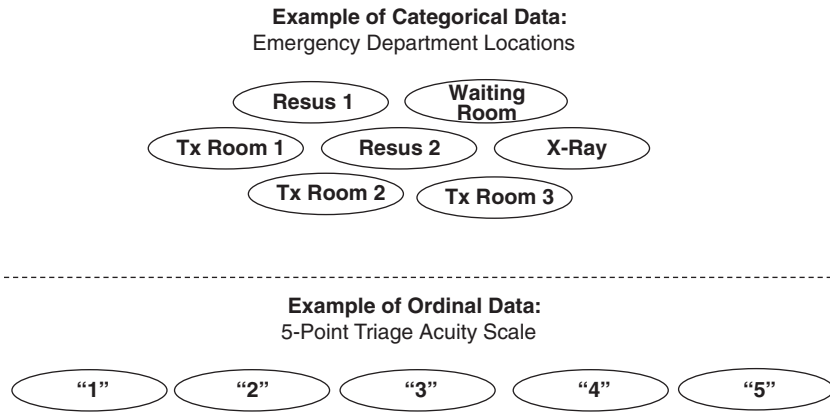 Example of Categorical Data:
Emergency Department Locations
Resus 1
Waiting
Room
Tx Room 1
Resus 2
X-Ray
Tx Room 2
Tx Room 3
Example of Ordinal Data:
5-Point Triage Acuity Scale
“1”
“2”
“3”
“4”
“5”